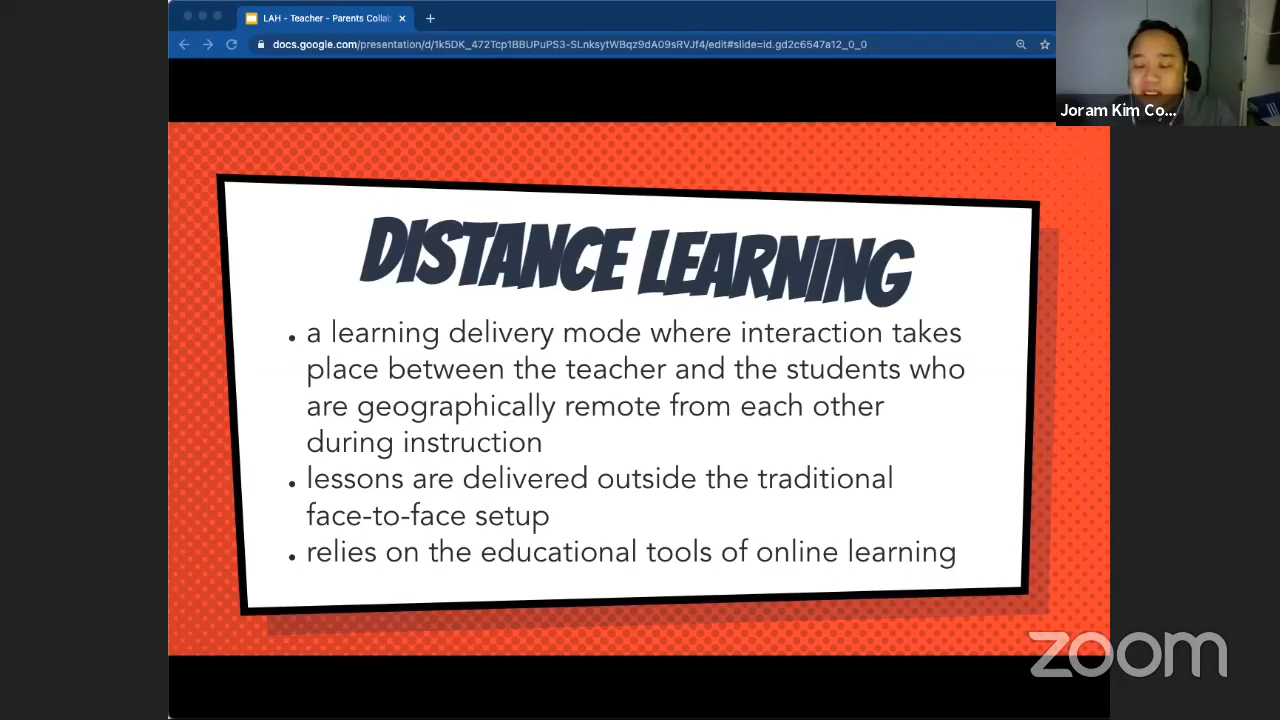 LAH - Teacher - Parents Collab
docs.google.com/presentation/d/1k5DK_472Tcp1BBUPuPS3-SLnksytWBqz9dA09sRVJf4/edit#slide=id.gd2c6547a12_0_0
Joram Kim Co...
DISTANCE LEARNING
• a learning delivery mode where interaction takes
place between the teacher and the students who
are geographically remote from each other
during instruction
• lessons are delivered outside the traditional
face-to-face setup
• relies on the educational tools of online learning
zoom